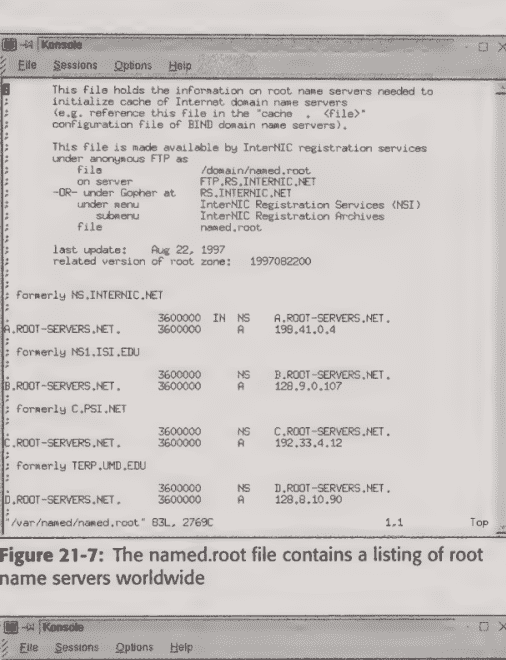 Konsole
File Sessions Options Help
; This file holds the information on root name servers needed to
; initialize cache of Internet domain name servers
; (e.g. reference this file in the "cache . <file>"
; configuration file of BIND domain name servers).
;
; This file is made available by InterNIC registration services
; under anonymous FTP as
; file /domain/named.root
; on server FTP.RS.INTERNIC.NET
; -OR- under Gopher at RS.INTERNIC.NET
; under menu InterNIC Registration Services (NSI)
; submenu InterNIC Registration Archives
; file named.root
;
; last update: Aug 22, 1997
; related version of root zone: 1997082200
;
; formerly NS.INTERNIC.NET
;
. 3600000 IN NS A.ROOT-SERVERS.NET.
A.ROOT-SERVERS.NET. 3600000 A 198.41.0.4
;
; formerly NS1.ISI.EDU
;
. 3600000 NS B.ROOT-SERVERS.NET.
B.ROOT-SERVERS.NET. 3600000 A 128.9.0.107
;
; formerly C.PSI.NET
;
. 3600000 NS C.ROOT-SERVERS.NET.
C.ROOT-SERVERS.NET. 3600000 A 192.33.4.12
;
; formerly TERP.UMD.EDU
;
. 3600000 NS D.ROOT-SERVERS.NET.
D.ROOT-SERVERS.NET. 3600000 A 128.8.10.90
"/var/named/named.root" 83L, 2769C 1,1 Top
Figure 21-7: The named.root file contains a listing of root
name servers worldwide
Konsole
File Sessions Options Help